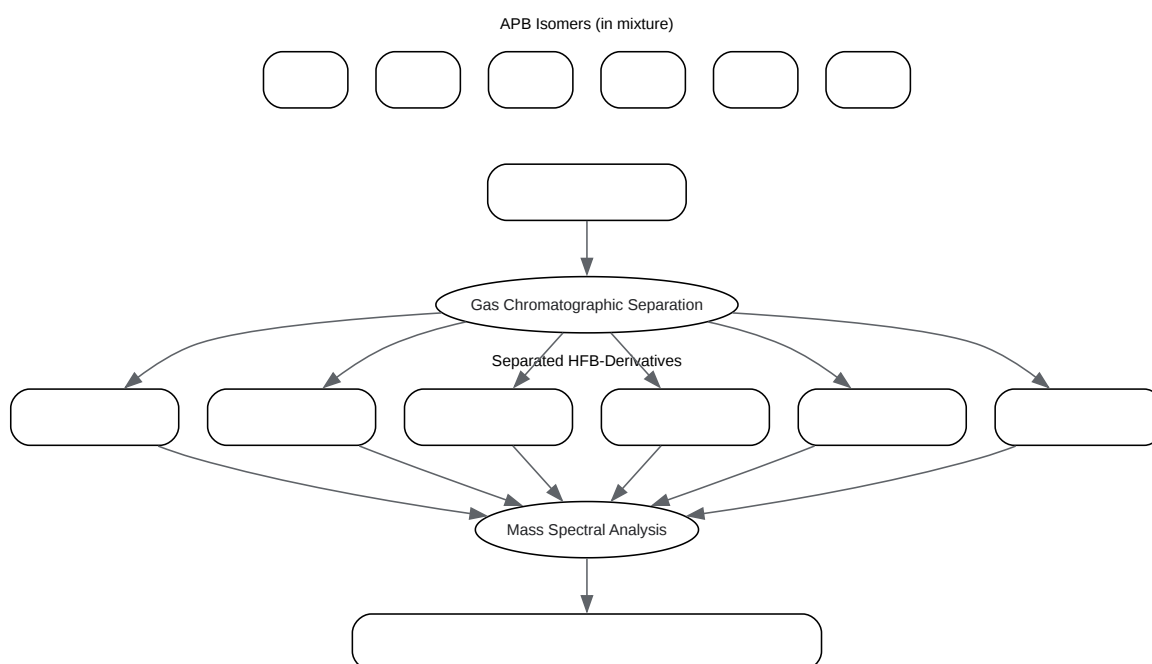 APB Isomers (in mixture)
Gas Chromatographic Separation
Separated HFB-Derivatives
Mass Spectral Analysis